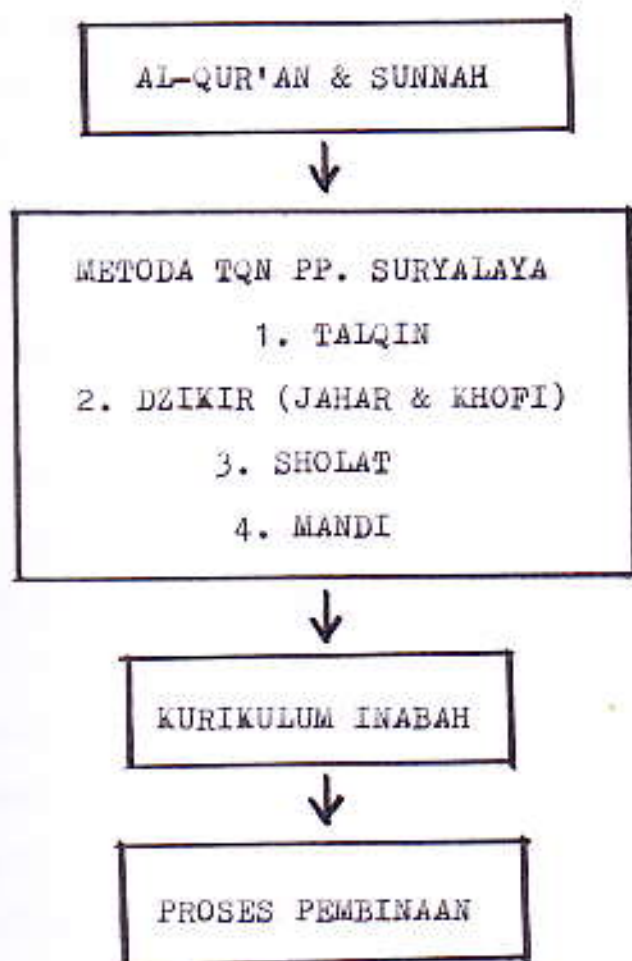 AL-QUR'AN & SUNNAH
METODA TQN PP. SURYALAYA
1. TALQIN
2. DZIKIR (JAHAR & KHOFI)
3. SHOLAT
4. MANDI
KURIKULUM INABAH
PROSES PEMBINAAN